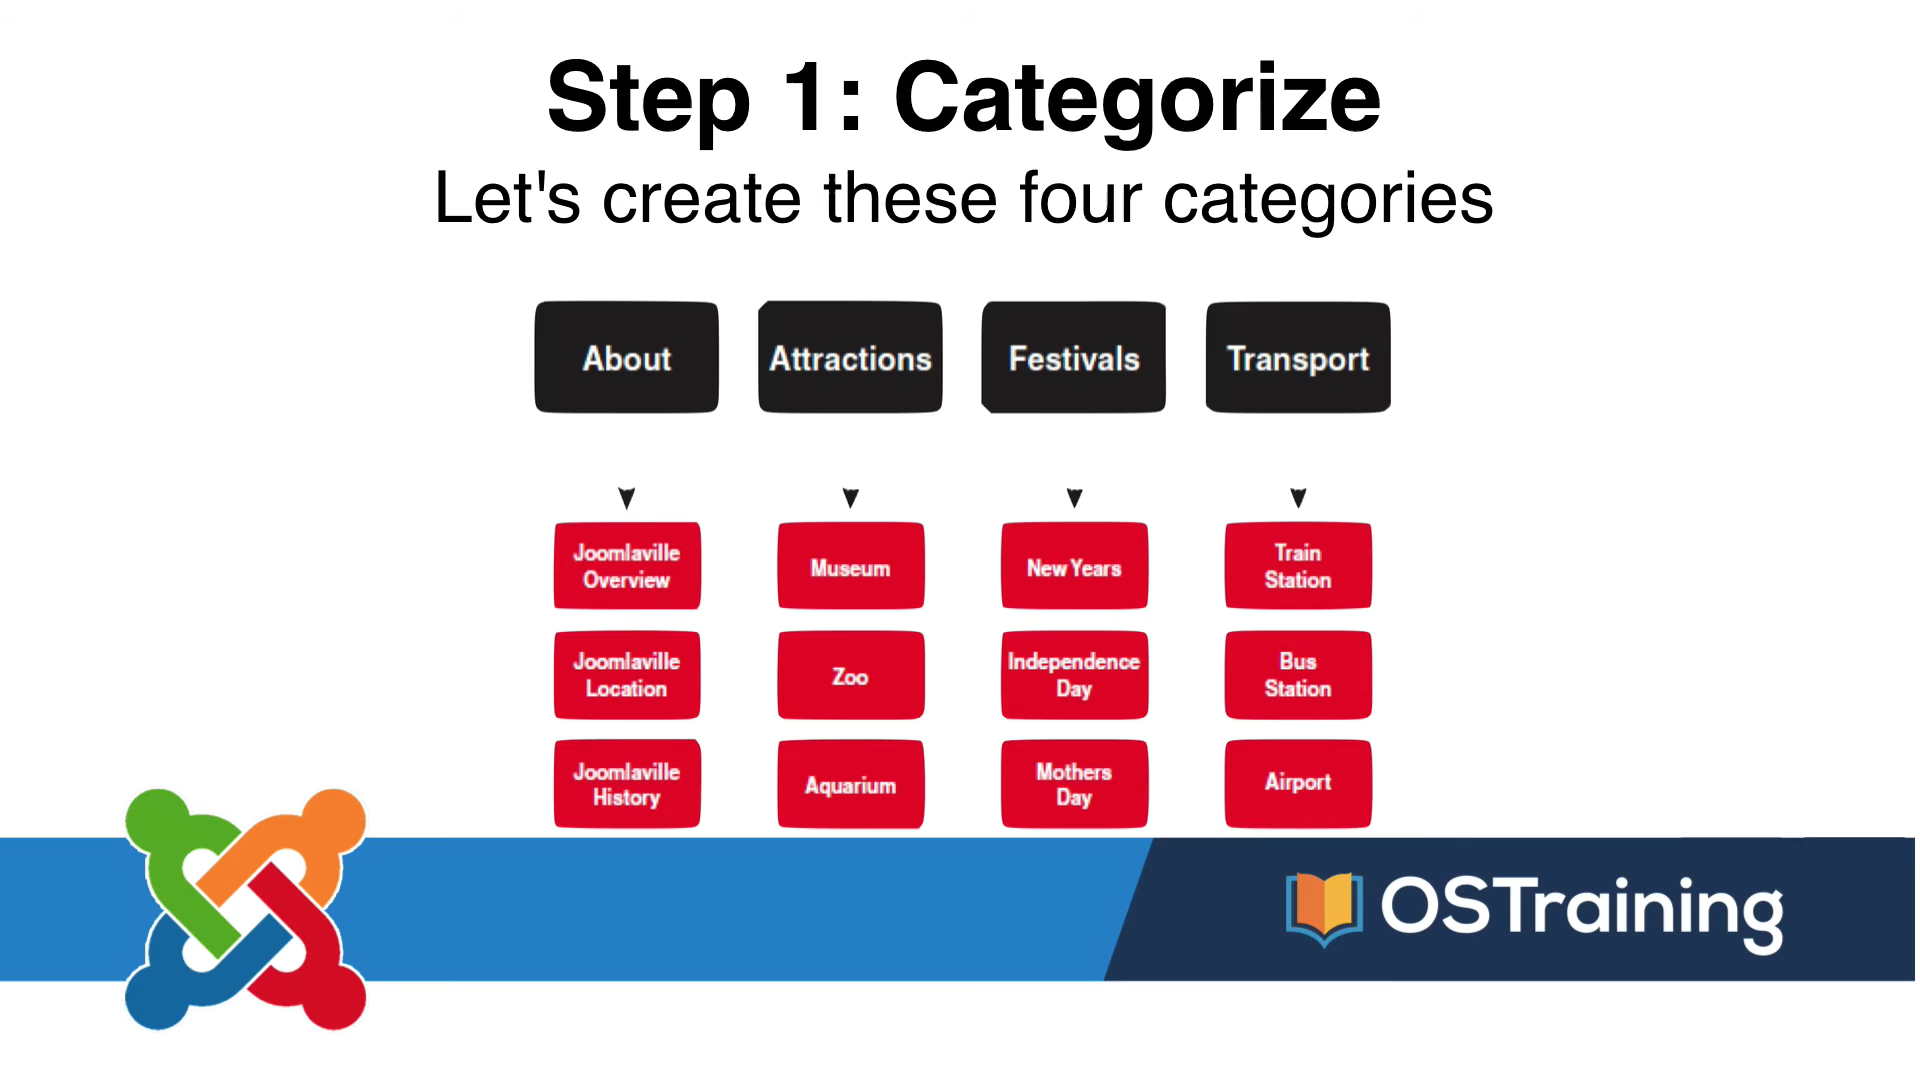 Step 1: Categorize
Let's create these four categories
About
Attractions
Festivals
Transport
Joomlaville
Overview
Museum
New Years
Train
Station
Joomlaville
Location
Zoo
Independence
Day
Bus
Station
Joomlaville
History
Aquarium
Mothers
Day
Airport
OSTraining